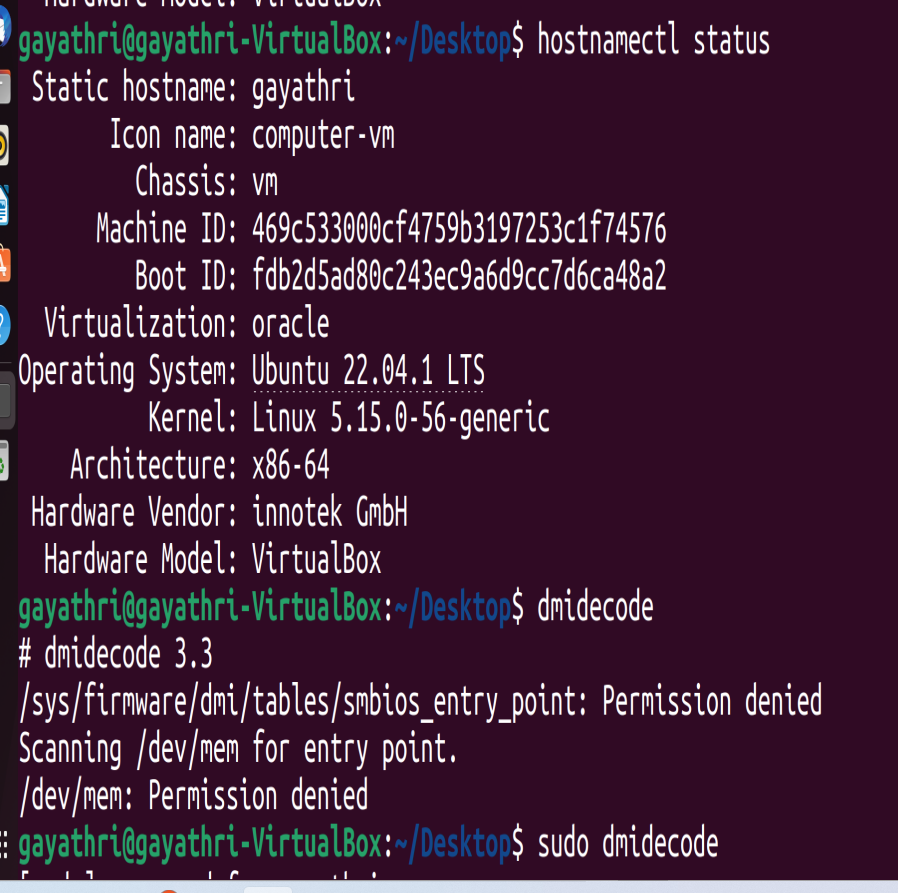 Hardware Model: VirtualBox
gayathri@gayathri-VirtualBox:~/Desktop$ hostnamectl status
Static hostname: gayathri
Icon name: computer-vm
Chassis: vm
Machine ID: 469c533000cf4759b3197253c1f74576
Boot ID: fdb2d5ad80c243ec9a6d9cc7d6ca48a2
Virtualization: oracle
Operating System: Ubuntu 22.04.1 LTS
Kernel: Linux 5.15.0-56-generic
Architecture: x86-64
Hardware Vendor: innotek GmbH
Hardware Model: VirtualBox
gayathri@gayathri-VirtualBox:~/Desktop$ dmidecode
# dmidecode 3.3
/sys/firmware/dmi/tables/smbios_entry_point: Permission denied
Scanning /dev/mem for entry point.
/dev/mem: Permission denied
gayathri@gayathri-VirtualBox:~/Desktop$ sudo dmidecode